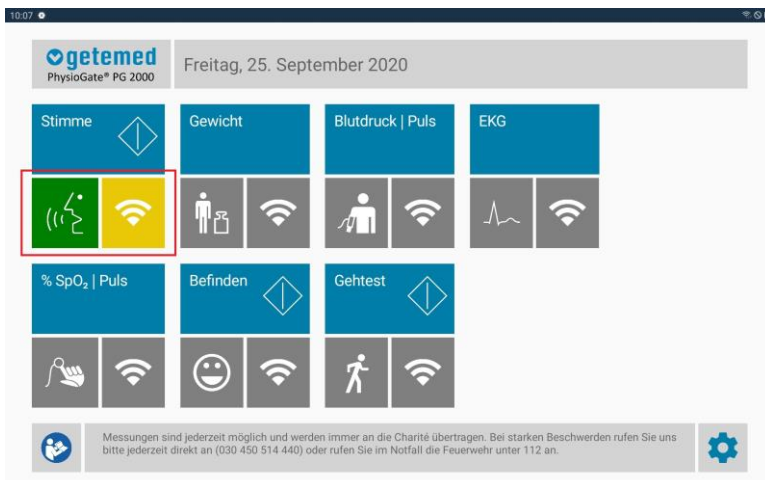 10:07
getemed
PhysioGate® PG 2000
Freitag, 25. September 2020
Stimme
Gewicht
Blutdruck | Puls
EKG
% SpO₂ | Puls
Befinden
Gehtest
Messungen sind jederzeit möglich und werden immer an die Charité übertragen. Bei starken Beschwerden rufen Sie uns
bitte jederzeit direkt an (030 450 514 440) oder rufen Sie im Notfall die Feuerwehr unter 112 an.